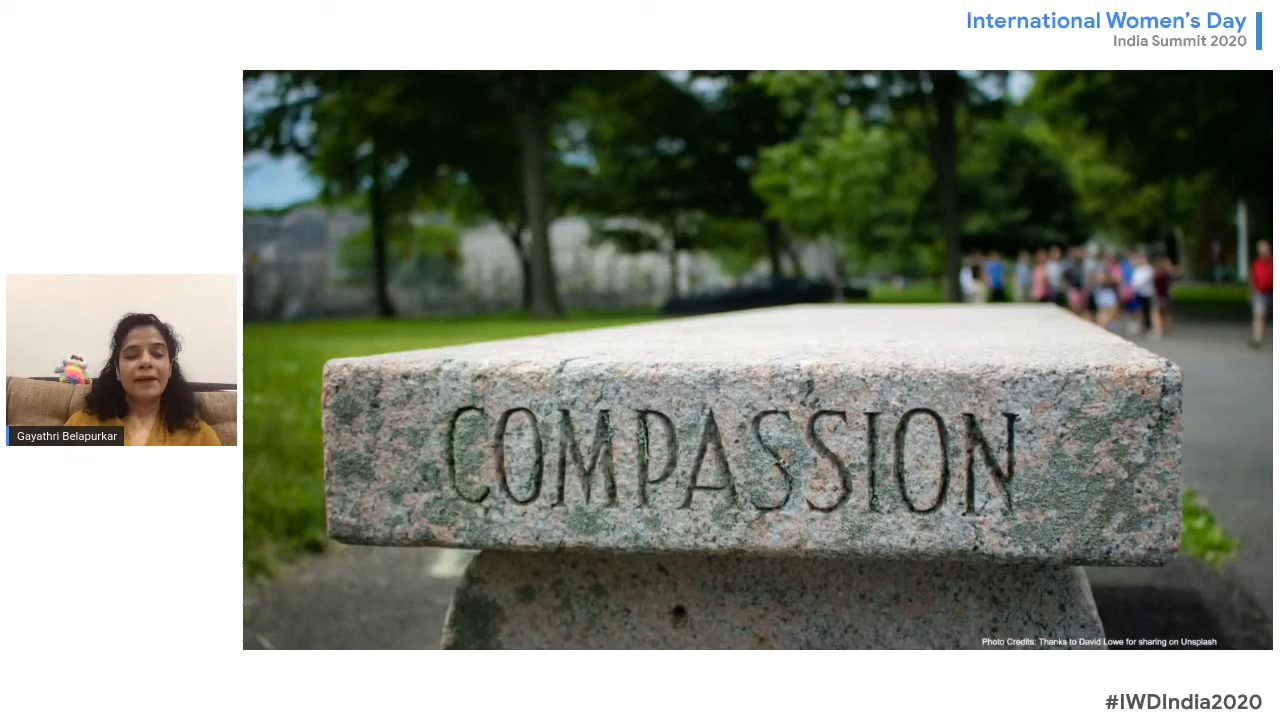 International Women's Day
India Summit 2020
COMPASSION
Gayathri Belapurkar
Photo Credits: Thanks to David Lowe for sharing on Unsplash
#IWDIndia2020